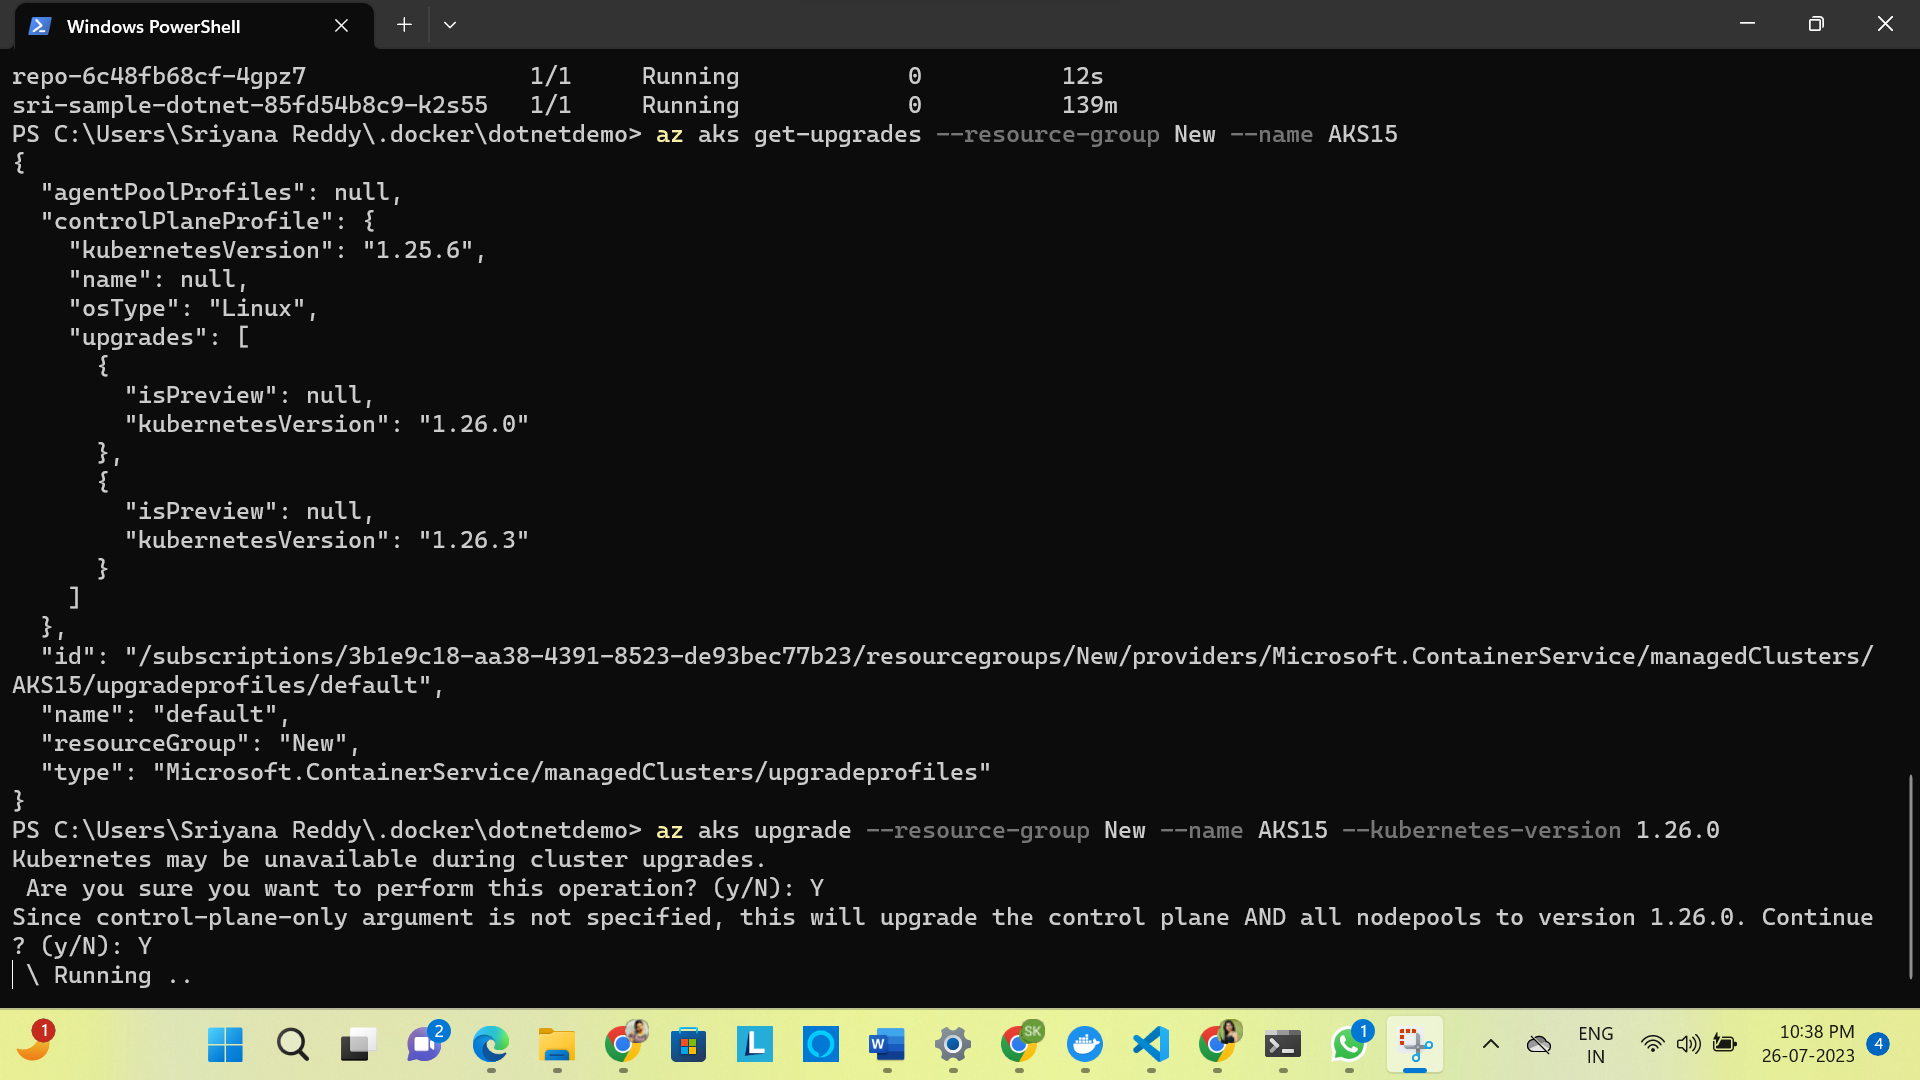 Windows PowerShell
repo-6c48fb68cf-4gpz7                1/1     Running            0          12s
sri-sample-dotnet-85fd54b8c9-k2s55   1/1     Running            0          139m
PS C:\Users\Sriyana Reddy\.docker\dotnetdemo> az aks get-upgrades --resource-group New --name AKS15
{
  "agentPoolProfiles": null,
  "controlPlaneProfile": {
    "kubernetesVersion": "1.25.6",
    "name": null,
    "osType": "Linux",
    "upgrades": [
      {
        "isPreview": null,
        "kubernetesVersion": "1.26.0"
      },
      {
        "isPreview": null,
        "kubernetesVersion": "1.26.3"
      }
    ]
  },
  "id": "/subscriptions/3b1e9c18-aa38-4391-8523-de93bec77b23/resourcegroups/New/providers/Microsoft.ContainerService/managedClusters/
AKS15/upgradeprofiles/default",
  "name": "default",
  "resourceGroup": "New",
  "type": "Microsoft.ContainerService/managedClusters/upgradeprofiles"
}
PS C:\Users\Sriyana Reddy\.docker\dotnetdemo> az aks upgrade --resource-group New --name AKS15 --kubernetes-version 1.26.0
Kubernetes may be unavailable during cluster upgrades.
 Are you sure you want to perform this operation? (y/N): Y
Since control-plane-only argument is not specified, this will upgrade the control plane AND all nodepools to version 1.26.0. Continue
? (y/N): Y
 \ Running ..
1
2
L
W
SK
1
ENG
IN
10:38 PM
26-07-2023
4